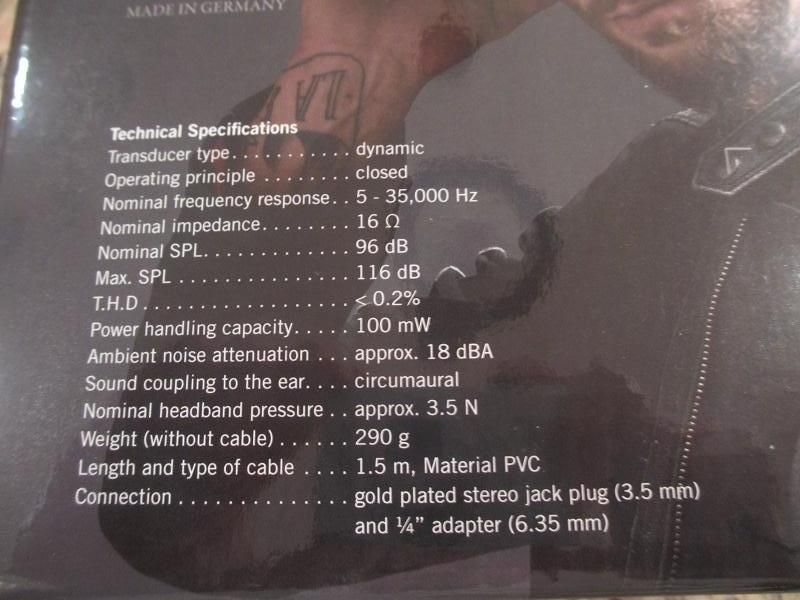 MADE IN GERMANY
LA
Technical Specifications
Transducer type. . . . . . . . . . . dynamic
Operating principle . . . . . . . . closed
Nominal frequency response. . 5 - 35,000 Hz
Nominal impedance. . . . . . . . 16 Ω
Nominal SPL. . . . . . . . . . . . . . 96 dB
Max. SPL . . . . . . . . . . . . . . . . 116 dB
T.H.D . . . . . . . . . . . . . . . . . . . < 0.2%
Power handling capacity. . . . . 100 mW
Ambient noise attenuation . . . approx. 18 dBA
Sound coupling to the ear. . . . circumaural
Nominal headband pressure . . approx. 3.5 N
Weight (without cable) . . . . . . 290 g
Length and type of cable . . . . 1.5 m, Material PVC
Connection . . . . . . . . . . . . . . gold plated stereo jack plug (3.5 mm)
and ¼” adapter (6.35 mm)